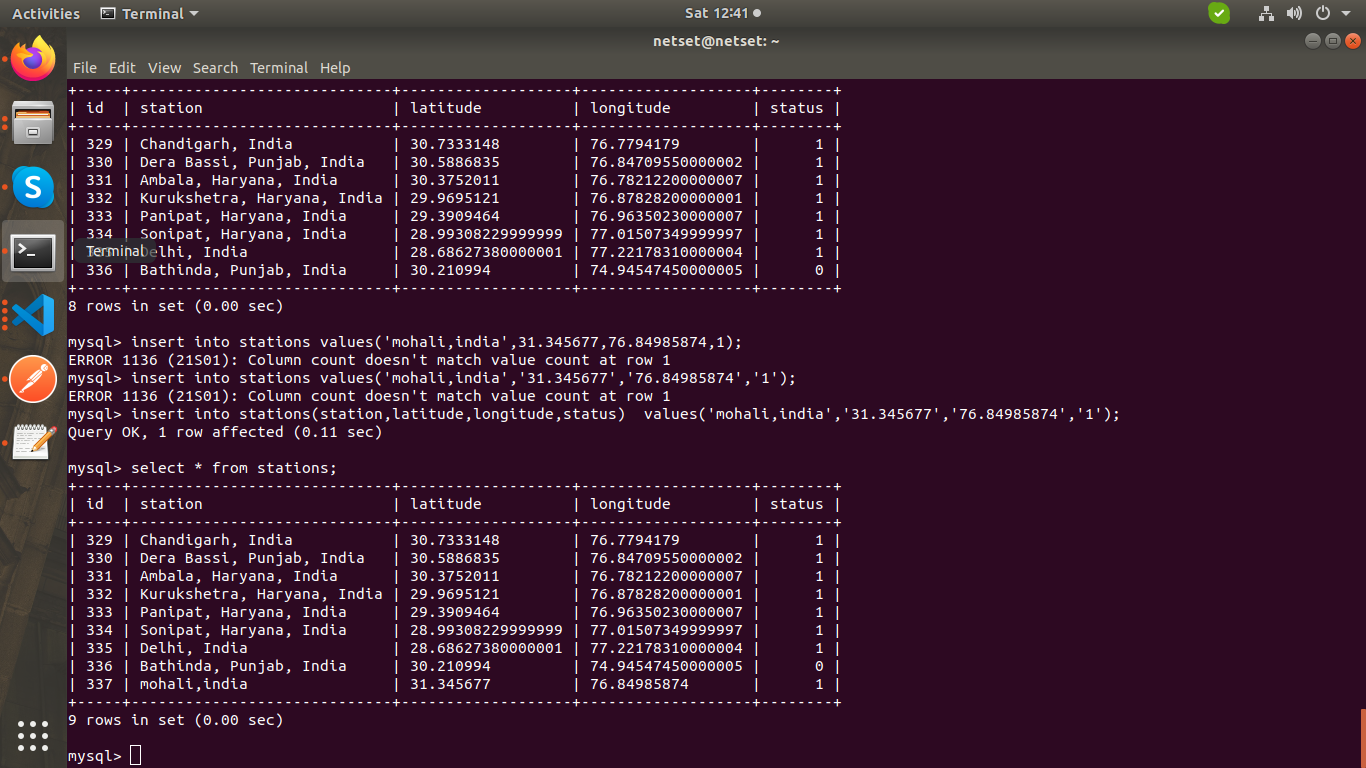 Activities Terminal Sat 12:41
netset@netset: ~
File Edit View Search Terminal Help
+-----+-----------------------------+-------------------+-------------------+--------+
| id  | station                     | latitude          | longitude         | status |
+-----+-----------------------------+-------------------+-------------------+--------+
| 329 | Chandigarh, India           | 30.7333148        | 76.7794179        |      1 |
| 330 | Dera Bassi, Punjab, India   | 30.5886835        | 76.84709550000002 |      1 |
| 331 | Ambala, Haryana, India      | 30.3752011        | 76.78212200000007 |      1 |
| 332 | Kurukshetra, Haryana, India | 29.9695121        | 76.87828200000001 |      1 |
| 333 | Panipat, Haryana, India     | 29.3909464        | 76.96350230000007 |      1 |
| 334 | Sonipat, Haryana, India     | 28.99308229999999 | 77.01507349999997 |      1 |
| Terminal elhi, India | 28.68627380000001 | 77.22178310000004 |      1 |
| 336 | Bathinda, Punjab, India     | 30.210994         | 74.94547450000005 |      0 |
+-----+-----------------------------+-------------------+-------------------+--------+
8 rows in set (0.00 sec)
mysql> insert into stations values('mohali,india',31.345677,76.84985874,1);
ERROR 1136 (21S01): Column count doesn't match value count at row 1
mysql> insert into stations values('mohali,india','31.345677','76.84985874','1');
ERROR 1136 (21S01): Column count doesn't match value count at row 1
mysql> insert into stations(station,latitude,longitude,status)  values('mohali,india','31.345677','76.84985874','1');
Query OK, 1 row affected (0.11 sec)
mysql> select * from stations;
+-----+-----------------------------+-------------------+-------------------+--------+
| id  | station                     | latitude          | longitude         | status |
+-----+-----------------------------+-------------------+-------------------+--------+
| 329 | Chandigarh, India           | 30.7333148        | 76.7794179        |      1 |
| 330 | Dera Bassi, Punjab, India   | 30.5886835        | 76.84709550000002 |      1 |
| 331 | Ambala, Haryana, India      | 30.3752011        | 76.78212200000007 |      1 |
| 332 | Kurukshetra, Haryana, India | 29.9695121        | 76.87828200000001 |      1 |
| 333 | Panipat, Haryana, India     | 29.3909464        | 76.96350230000007 |      1 |
| 334 | Sonipat, Haryana, India     | 28.99308229999999 | 77.01507349999997 |      1 |
| 335 | Delhi, India                | 28.68627380000001 | 77.22178310000004 |      1 |
| 336 | Bathinda, Punjab, India     | 30.210994         | 74.94547450000005 |      0 |
| 337 | mohali,india                | 31.345677         | 76.84985874       |      1 |
+-----+-----------------------------+-------------------+-------------------+--------+
9 rows in set (0.00 sec)
mysql>